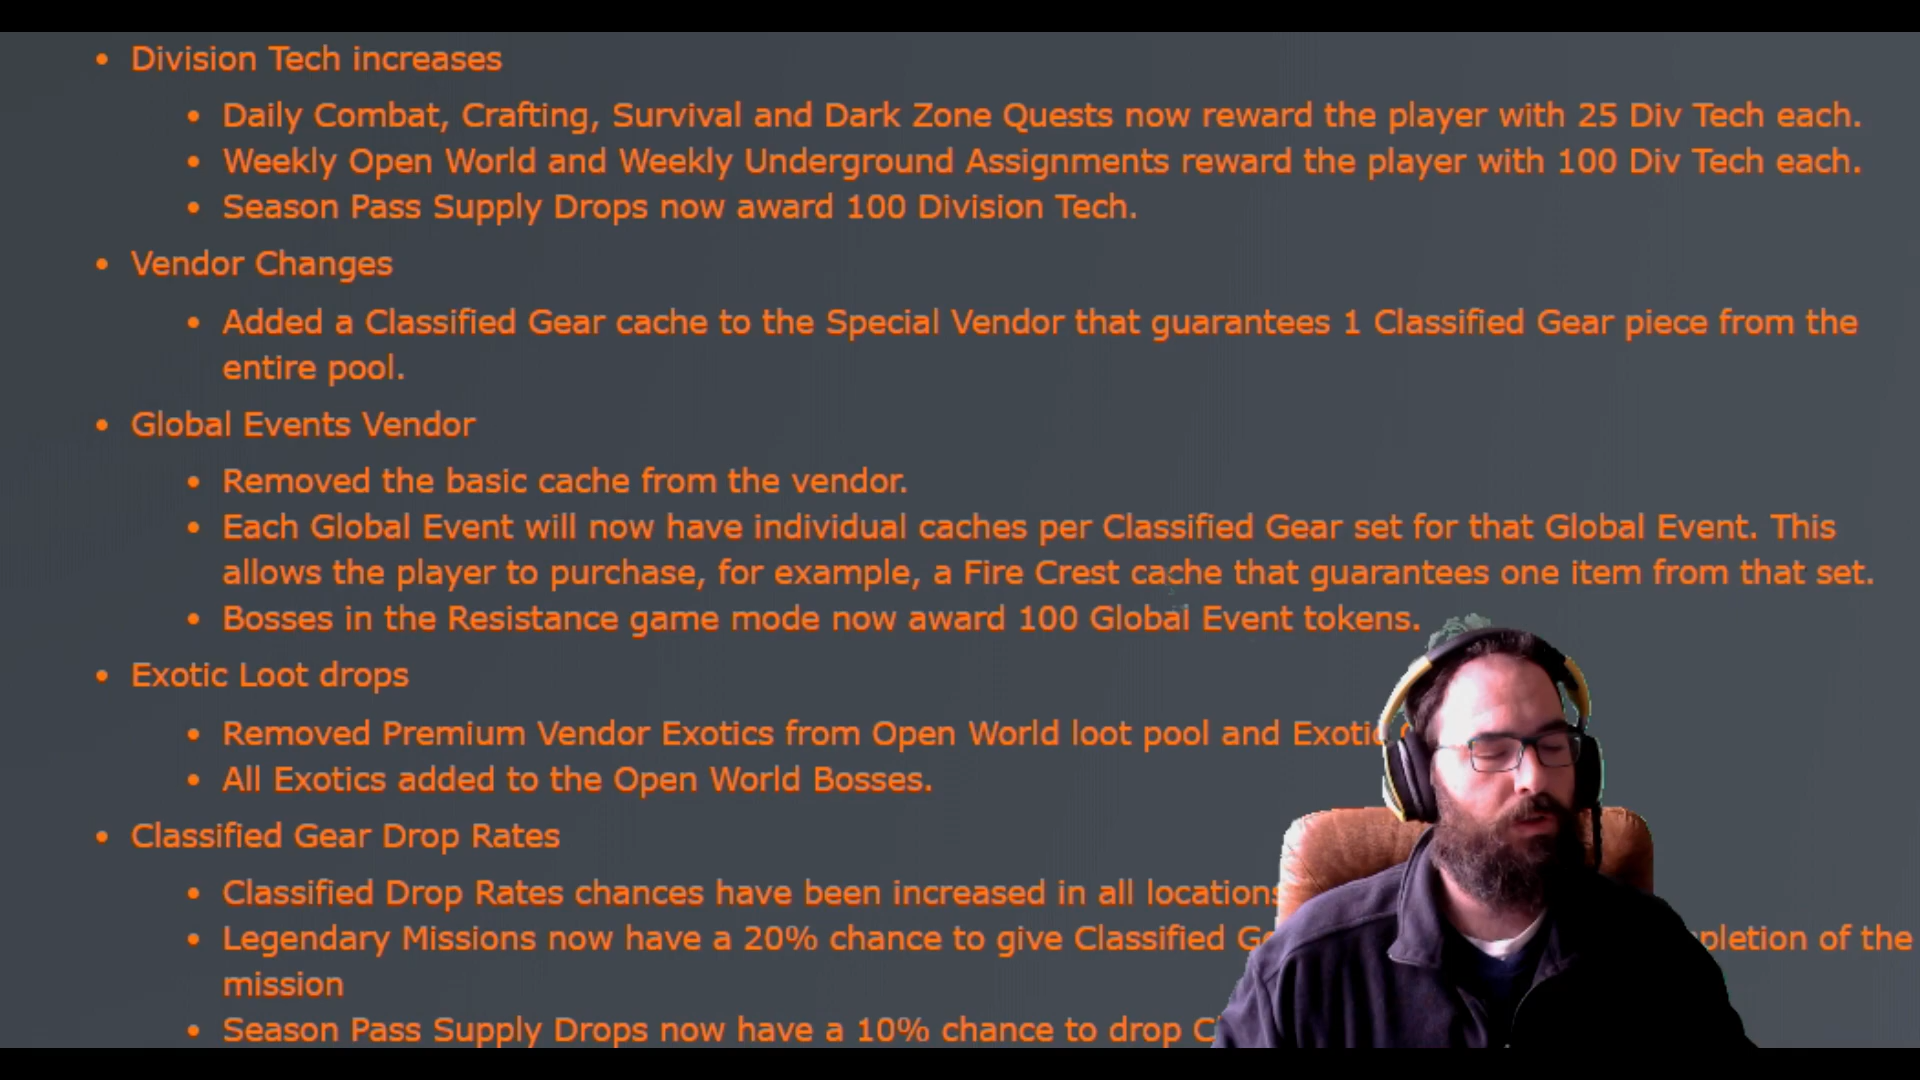 Division Tech increases
Daily Combat, Crafting, Survival and Dark Zone Quests now reward the player with 25 Div Tech each.
Weekly Open World and Weekly Underground Assignments reward the player with 100 Div Tech each.
Season Pass Supply Drops now award 100 Division Tech.
Vendor Changes
Added a Classified Gear cache to the Special Vendor that guarantees 1 Classified Gear piece from the
entire pool.
Global Events Vendor
Removed the basic cache from the vendor.
Each Global Event will now have individual caches per Classified Gear set for that Global Event. This
allows the player to purchase, for example, a Fire Crest cache that guarantees one item from that set.
Bosses in the Resistance game mode now award 100 Global Event tokens.
Exotic Loot drops
Removed Premium Vendor Exotics from Open World loot pool and Exotic
All Exotics added to the Open World Bosses.
Classified Gear Drop Rates
Classified Drop Rates chances have been increased in all locations
Legendary Missions now have a 20% chance to give Classified of the
mission
Season Pass Supply Drops now have a 10% chance to drop